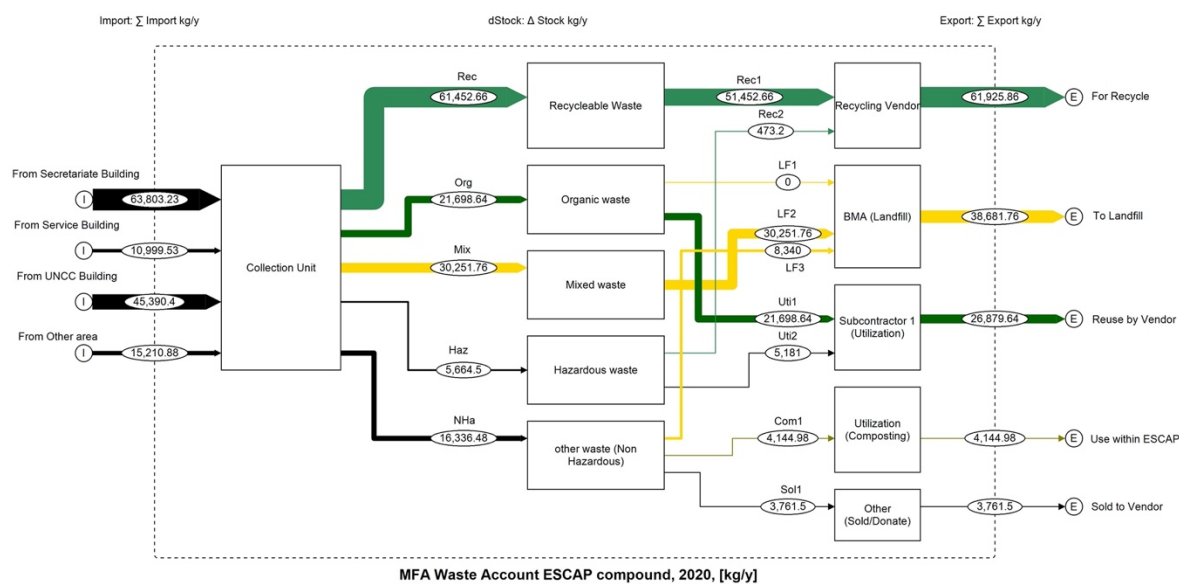 Import: ∑ Import kg/y
dStock: Δ Stock kg/y
Export: ∑ Export kg/y
Rec
61,452.66
Recycleable Waste
Rec1
51,452.66
Recycling Vendor
61,925.86
E
For Recycle
Rec2
473.2
From Secretariate Building
I
63,803.23
From Service Building
I
10,999.53
From UNCC Building
I
45,390.4
From Other area
I
15,210.88
Collection Unit
Org
21,698.64
Organic waste
LF1
0
LF2
30,251.76
8,340
LF3
BMA (Landfill)
38,681.76
E
To Landfill
Mix
30,251.76
Mixed waste
Uti1
21,698.64
Uti2
5,181
Subcontractor 1
(Utilization)
26,879.64
E
Reuse by Vendor
Haz
5,664.5
Hazardous waste
NHa
16,336.48
other waste (Non
Hazardous)
Com1
4,144.98
Utilization
(Composting)
4,144.98
E
Use within ESCAP
Sol1
3,761.5
Other
(Sold/Donate)
3,761.5
E
Sold to Vendor
MFA Waste Account ESCAP compound, 2020, [kg/y]